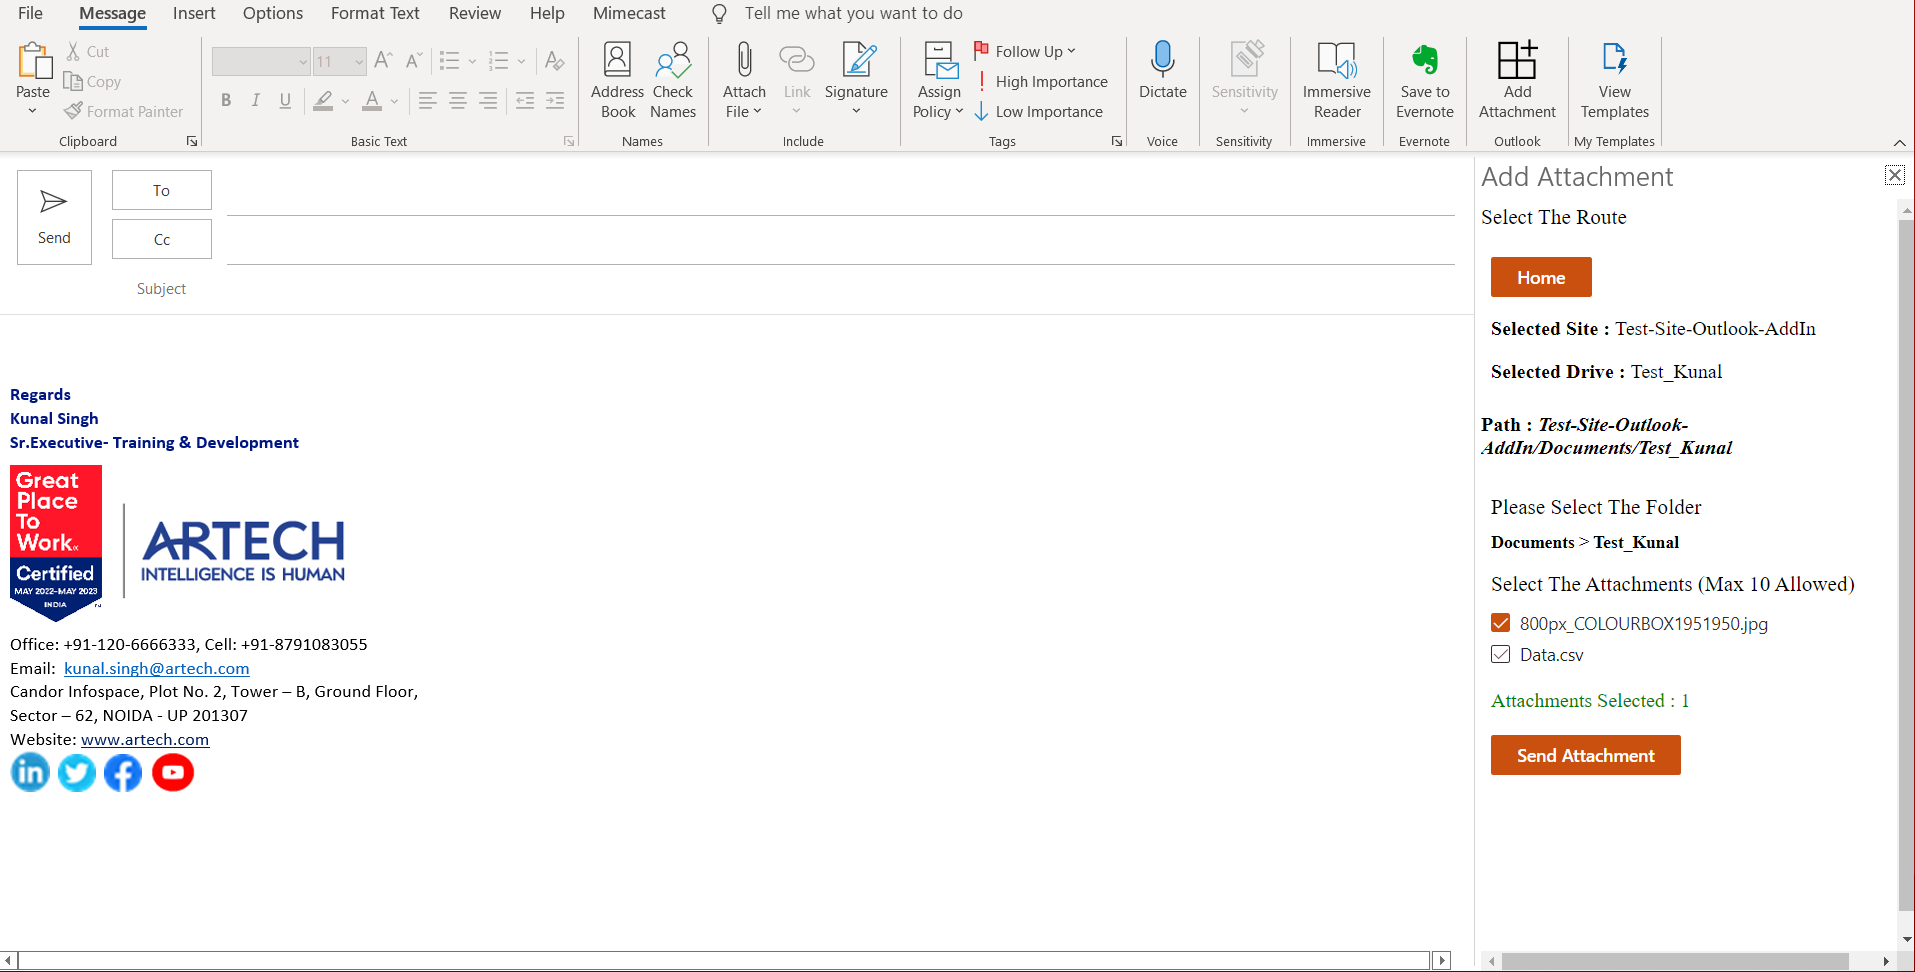 File Message Insert Options Format Text Review Help Mimecast Tell me what you want to do
Paste
Cut
Copy
Format Painter
Clipboard
11
B I U A
Basic Text
Address Book
Check Names
Names
Attach File
Link
Signature
Include
Assign Policy
Follow Up
High Importance
Low Importance
Tags
Dictate
Voice
Sensitivity
Sensitivity
Immersive Reader
Immersive
Save to Evernote
Evernote
Add Attachment
Outlook
View Templates
My Templates
Send
To
Cc
Subject
Regards
Kunal Singh
Sr.Executive- Training & Development
Great
Place
To
Work.
Certified
MAY 2022-MAY 2023
INDIA
TM
ARTECH
INTELLIGENCE IS HUMAN
Office: +91-120-6666333, Cell: +91-8791083055
Email: kunal.singh@artech.com
Candor Infospace, Plot No. 2, Tower – B, Ground Floor,
Sector – 62, NOIDA - UP 201307
Website: www.artech.com
in
Add Attachment
Select The Route
Home
Selected Site : Test-Site-Outlook-AddIn
Selected Drive : Test_Kunal
Path : Test-Site-Outlook-
AddIn/Documents/Test_Kunal
Please Select The Folder
Documents > Test_Kunal
Select The Attachments (Max 10 Allowed)
800px_COLOURBOX1951950.jpg
Data.csv
Attachments Selected : 1
Send Attachment